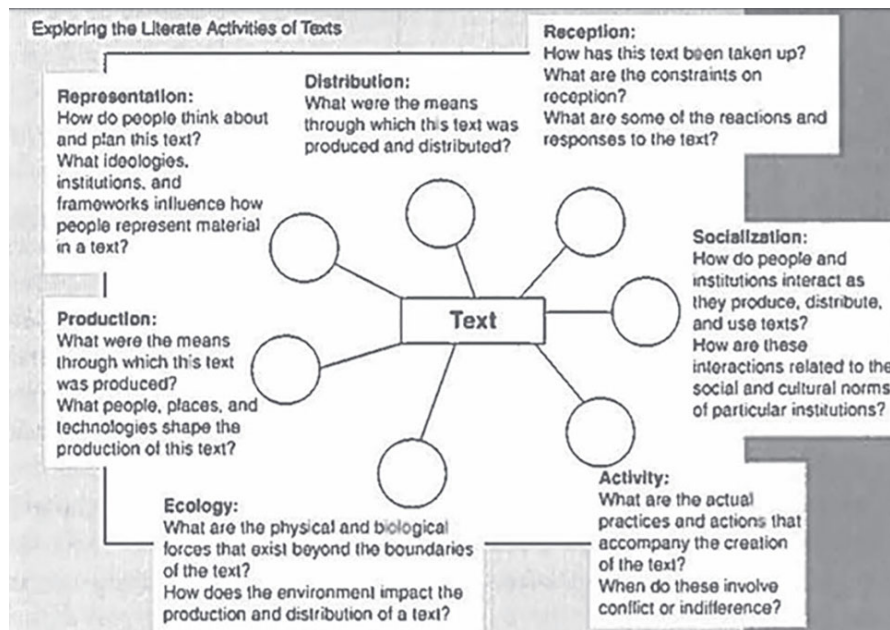 Exploring the Literate Activities of Texts
Representation:
How do people think about
and plan this text?
What ideologies,
institutions, and
frameworks influence how
people represent material
in a text?
Distribution:
What were the means
through which this text was
produced and distributed?
Reception:
How has this text been taken up?
What are the constraints on
reception?
What are some of the reactions and
responses to the text?
Socialization:
How do people and
institutions interact as
they produce, distribute,
and use texts?
How are these
interactions related to the
social and cultural norms
of particular institutions?
Text
Production:
What were the means
through which this text
was produced?
What people, places, and
technologies shape the
production of this text?
Ecology:
What are the physical and biological
forces that exist beyond the boundaries
of the text?
How does the environment impact the
production and distribution of a text?
Activity:
What are the actual
practices and actions that
accompany the creation
of the text?
When do these involve
conflict or indifference?